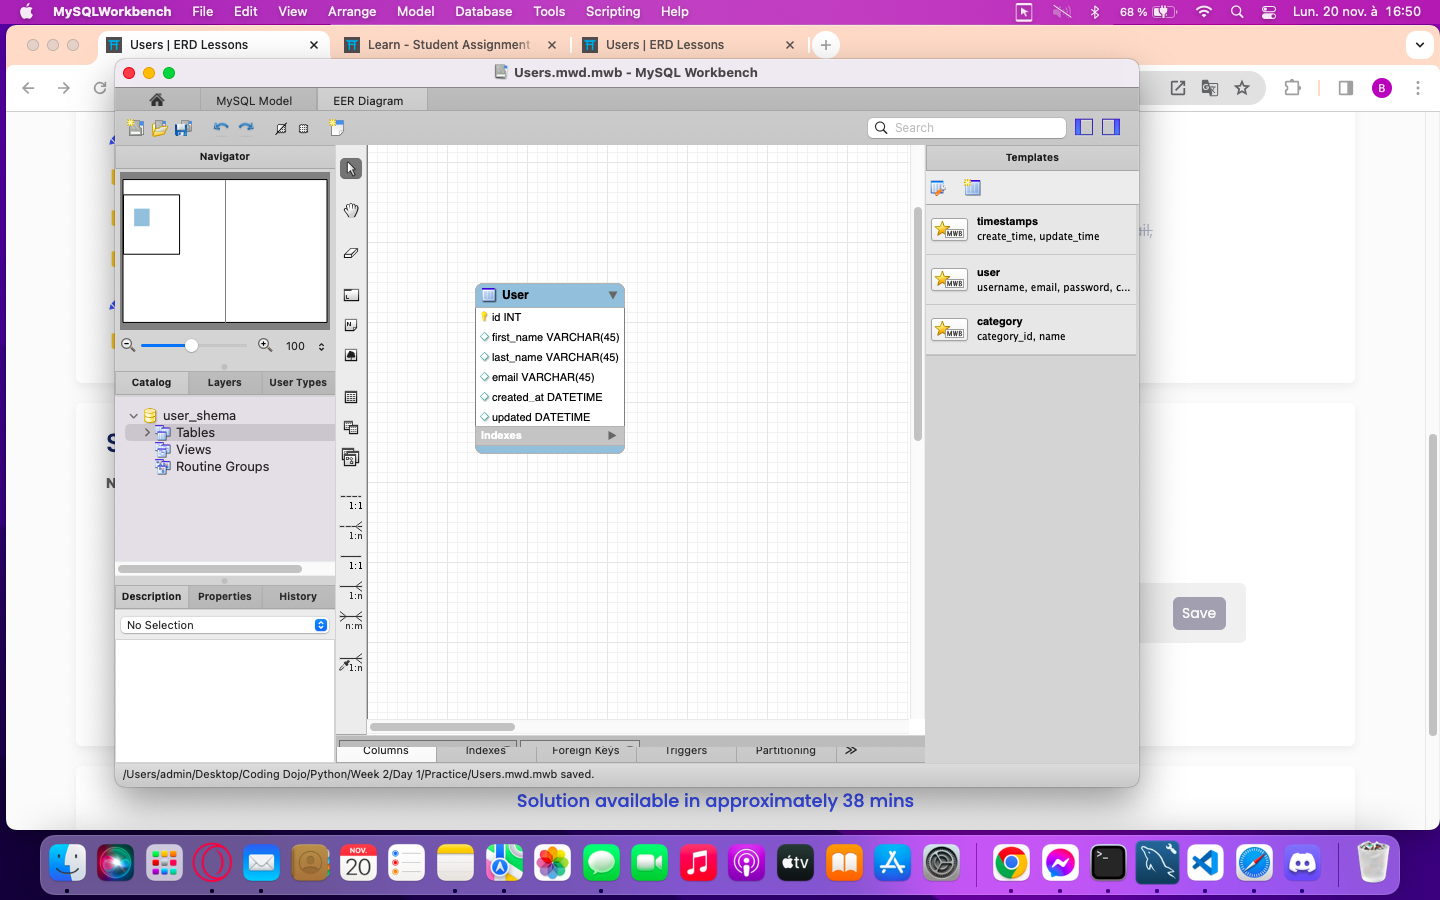 MySQLWorkbench File Edit View Arrange Model Database Tools Scripting Help 68 % Lun. 20 nov. à 16:50
Users | ERD Lessons Learn - Student Assignment Users | ERD Lessons
B
Users.mwd.mwb - MySQL Workbench
MySQL Model EER Diagram
Search
Navigator
Templates
timestamps
create_time, update_time
user
username, email, password, c...
category
category_id, name
100
Catalog Layers User Types
user_shema
Tables
Views
Routine Groups
Description Properties History
No Selection
User
id INT
first_name VARCHAR(45)
last_name VARCHAR(45)
email VARCHAR(45)
created_at DATETIME
updated DATETIME
Indexes
1:1
1:n
1:1
1:n
n:m
1:n
Columns Indexes Foreign Keys Triggers Partitioning
/Users/admin/Desktop/Coding Dojo/Python/Week 2/Day 1/Practice/Users.mwd.mwb saved.
Save
Solution available in approximately 38 mins
NOV.
20
tv